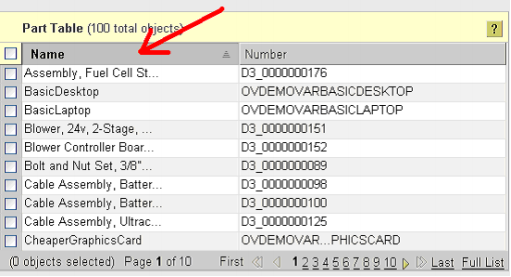 Part Table (100 total objects)
?
Name Number
Assembly, Fuel Cell St... D3_0000000176
BasicDesktop OVDEMOVARBASICDESKTOP
BasicLaptop OVDEMOVARBASICLAPTOP
Blower, 24v, 2-Stage, ... D3_0000000151
Blower Controller Boar... D3_0000000152
Bolt and Nut Set, 3/8"... D3_0000000089
Cable Assembly, Batter... D3_0000000098
Cable Assembly, Batter... D3_0000000100
Cable Assembly, Ultrac... D3_0000000125
CheaperGraphicsCard OVDEMOVAR...PHICSCARD
(0 objects selected) Page 1 of 10 First 1 2 3 4 5 6 7 8 9 10 Last Full List